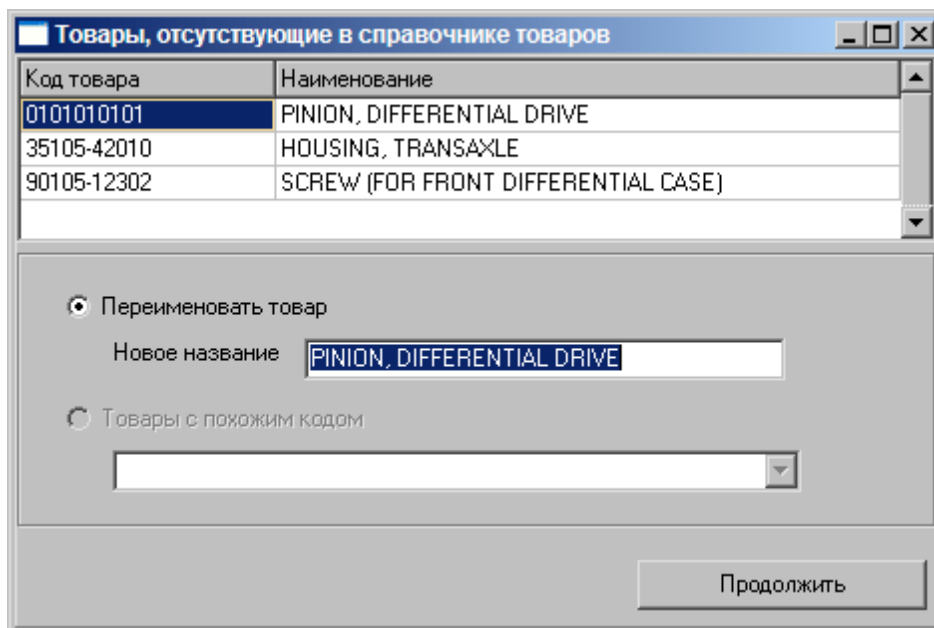 Товары, отсутствующие в справочнике товаров
Код товара Наименование
0101010101 PINION, DIFFERENTIAL DRIVE
35105-42010 HOUSING, TRANSAXLE
90105-12302 SCREW (FOR FRONT DIFFERENTIAL CASE)
Переименовать товар
Новое название PINION, DIFFERENTIAL DRIVE
Товары с похожим кодом
Продолжить